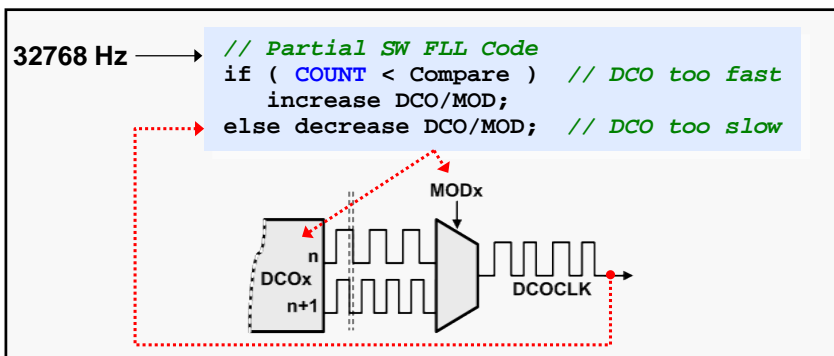 32768 Hz
// Partial SW FLL Code
if ( COUNT < Compare ) // DCO too fast
increase DCO/MOD;
else decrease DCO/MOD; // DCO too slow
MODx
n
DCOx
n+1
DCOCLK